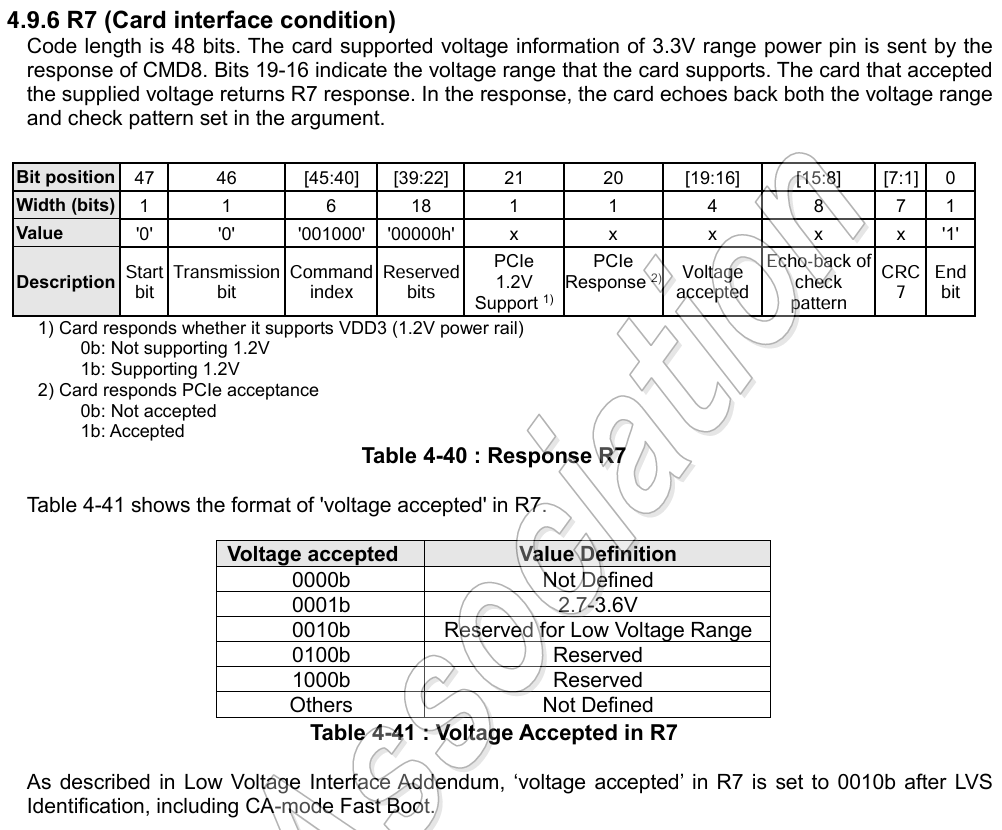 4.9.6 R7 (Card interface condition)
Code length is 48 bits. The card supported voltage information of 3.3V range power pin is sent by the
response of CMD8. Bits 19-16 indicate the voltage range that the card supports. The card that accepted
the supplied voltage returns R7 response. In the response, the card echoes back both the voltage range
and check pattern set in the argument.
Bit position 47 46 [45:40] [39:22] 21 20 [19:16] [15:8] [7:1] 0
Width (bits) 1 1 6 18 1 1 4 8 7 1
Value '0' '0' '001000' '00000h' x x x x x '1'
Description Start bit Transmission bit Command index Reserved bits PCIe 1.2V Support 1) PCIe Response 2) Voltage accepted Echo-back of check pattern CRC 7 End bit
1) Card responds whether it supports VDD3 (1.2V power rail)
0b: Not supporting 1.2V
1b: Supporting 1.2V
2) Card responds PCIe acceptance
0b: Not accepted
1b: Accepted
Table 4-40 : Response R7
Table 4-41 shows the format of 'voltage accepted' in R7.
Voltage accepted Value Definition
0000b Not Defined
0001b 2.7-3.6V
0010b Reserved for Low Voltage Range
0100b Reserved
1000b Reserved
Others Not Defined
Table 4-41 : Voltage Accepted in R7
As described in Low Voltage Interface Addendum, ‘voltage accepted’ in R7 is set to 0010b after LVS
Identification, including CA-mode Fast Boot.
Association